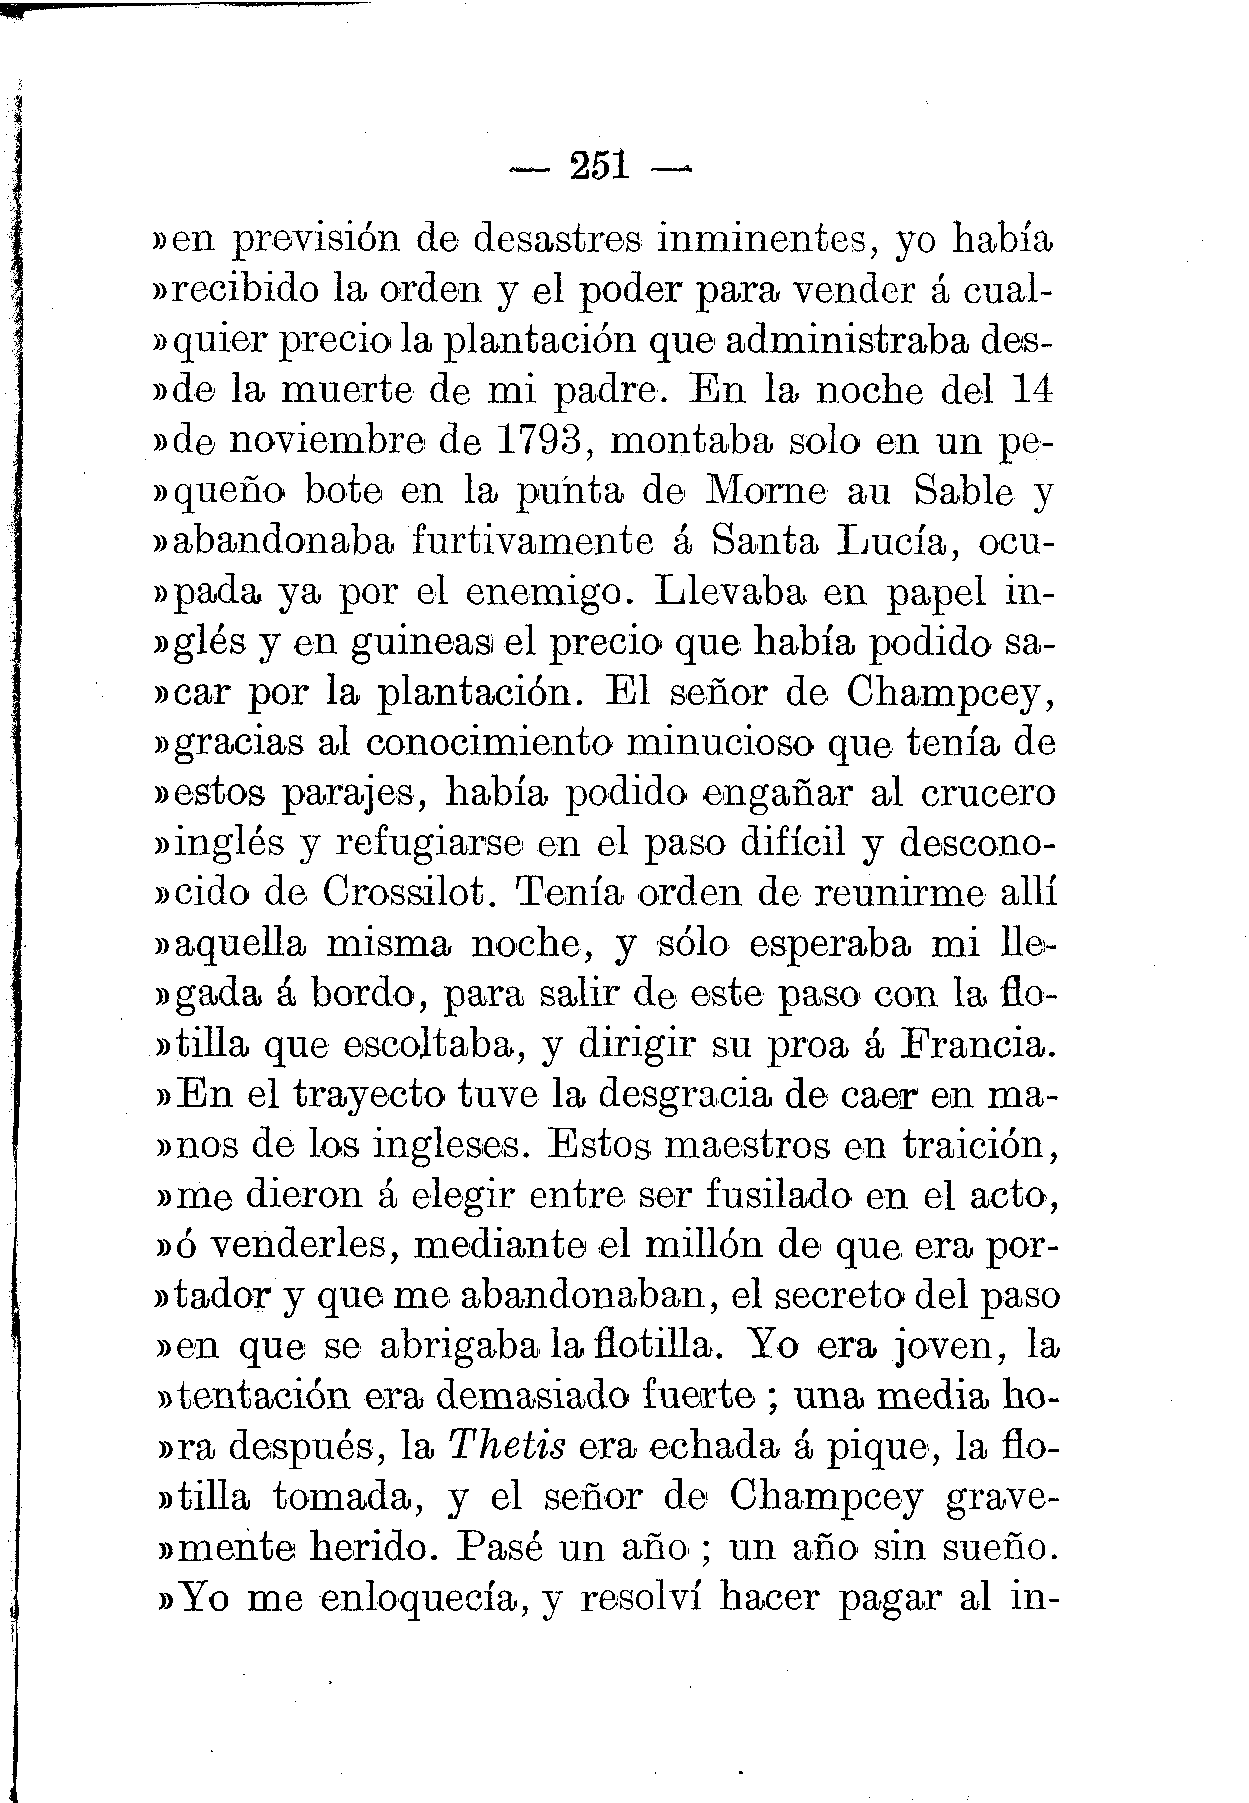 — 251 —
»en previsión de desastres inminentes, yo había
»recibido la orden y el poder para vender á cual-
»quier precio la plantación que administraba des-
»de la muerte de mi padre. En la noche del 14
»de noviembre de 1793, montaba solo en un pe-
»queño bote en la punta de Morne au Sable y
»abandonaba furtivamente á Santa Lucía, ocu-
»pada ya por el enemigo. Llevaba en papel in-
»glés y en guineas el precio que había podido sa-
»car por la plantación. El señor de Champcey,
»gracias al conocimiento minucioso que tenía de
»estos parajes, había podido engañar al crucero
»inglés y refugiarse en el paso difícil y descono-
»cido de Crossilot. Tenía orden de reunirme allí
»aquella misma noche, y sólo esperaba mi lle-
»gada á bordo, para salir de este paso con la flo-
»tilla que escoltaba, y dirigir su proa á Francia.
»En el trayecto tuve la desgracia de caer en ma-
»nos de los ingleses. Estos maestros en traición,
»me dieron á elegir entre ser fusilado en el acto,
»ó venderles, mediante el millón de que era por-
»tador y que me abandonaban, el secreto del paso
»en que se abrigaba la flotilla. Yo era joven, la
»tentación era demasiado fuerte ; una media ho-
»ra después, la Thetis era echada á pique, la flo-
»tilla tomada, y el señor de Champcey grave-
»mente herido. Pasé un año ; un año sin sueño.
»Yo me enloquecía, y resolví hacer pagar al in-